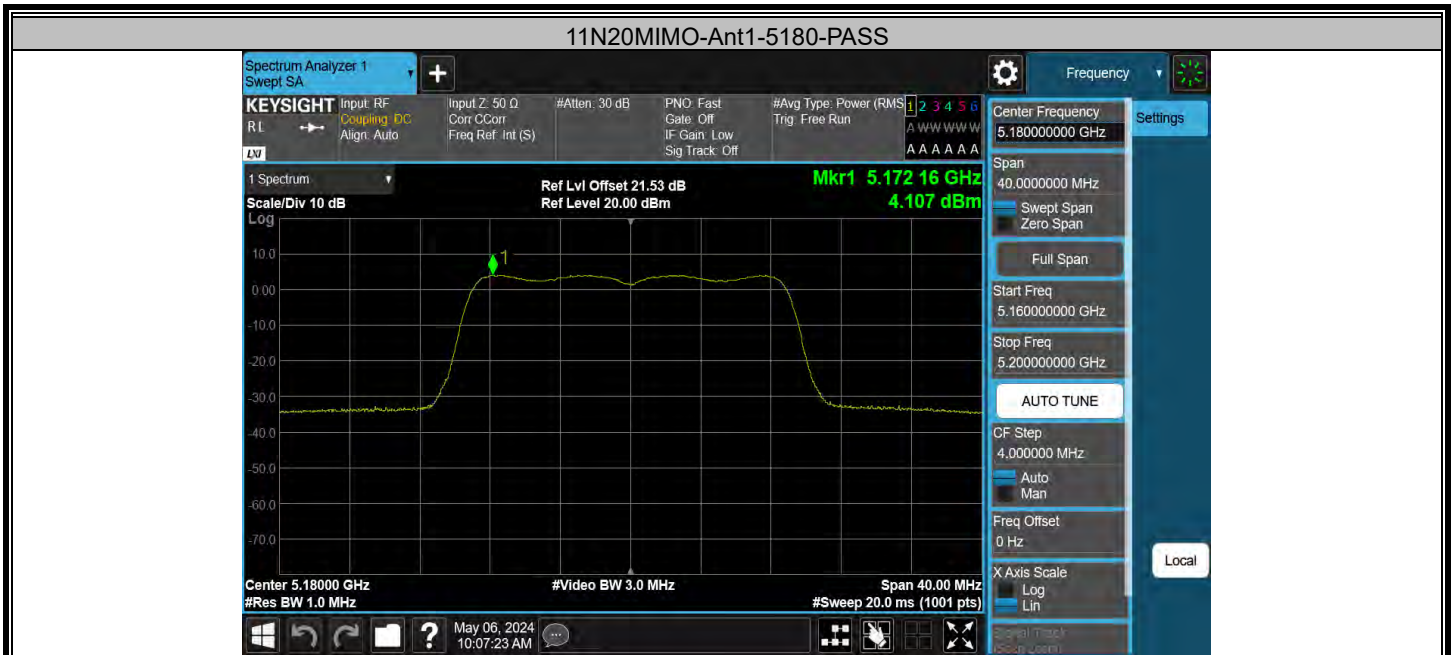 11N20MIMO-Ant1-5180-PASS
Spectrum Analyzer 1
Swept SA
+
Frequency
KEYSIGHT
RL
LXI
Input: RF
Coupling: DC
Align: Auto
Input Z: 50 Ω
Corr CCorr
Freq Ref: Int (S)
#Atten: 30 dB
PNO: Fast
Gate: Off
IF Gain: Low
Sig Track: Off
#Avg Type: Power (RMS
Trig: Free Run
1 2 3 4 5 6
A W W W W W
A A A A A A
1 Spectrum
Scale/Div 10 dB
Log
Ref Lvl Offset 21.53 dB
Ref Level 20.00 dBm
Mkr1 5.172 16 GHz
4.107 dBm
1
10.0
0.00
-10.0
-20.0
-30.0
-40.0
-50.0
-60.0
-70.0
Center 5.18000 GHz
#Res BW 1.0 MHz
#Video BW 3.0 MHz
Span 40.00 MHz
#Sweep 20.0 ms (1001 pts)
Center Frequency
5.180000000 GHz
Settings
Span
40.0000000 MHz
Swept Span
Zero Span
Full Span
Start Freq
5.160000000 GHz
Stop Freq
5.200000000 GHz
AUTO TUNE
CF Step
4.000000 MHz
Auto
Man
Freq Offset
0 Hz
X Axis Scale
Log
Lin
Local
?
May 06, 2024
10:07:23 AM